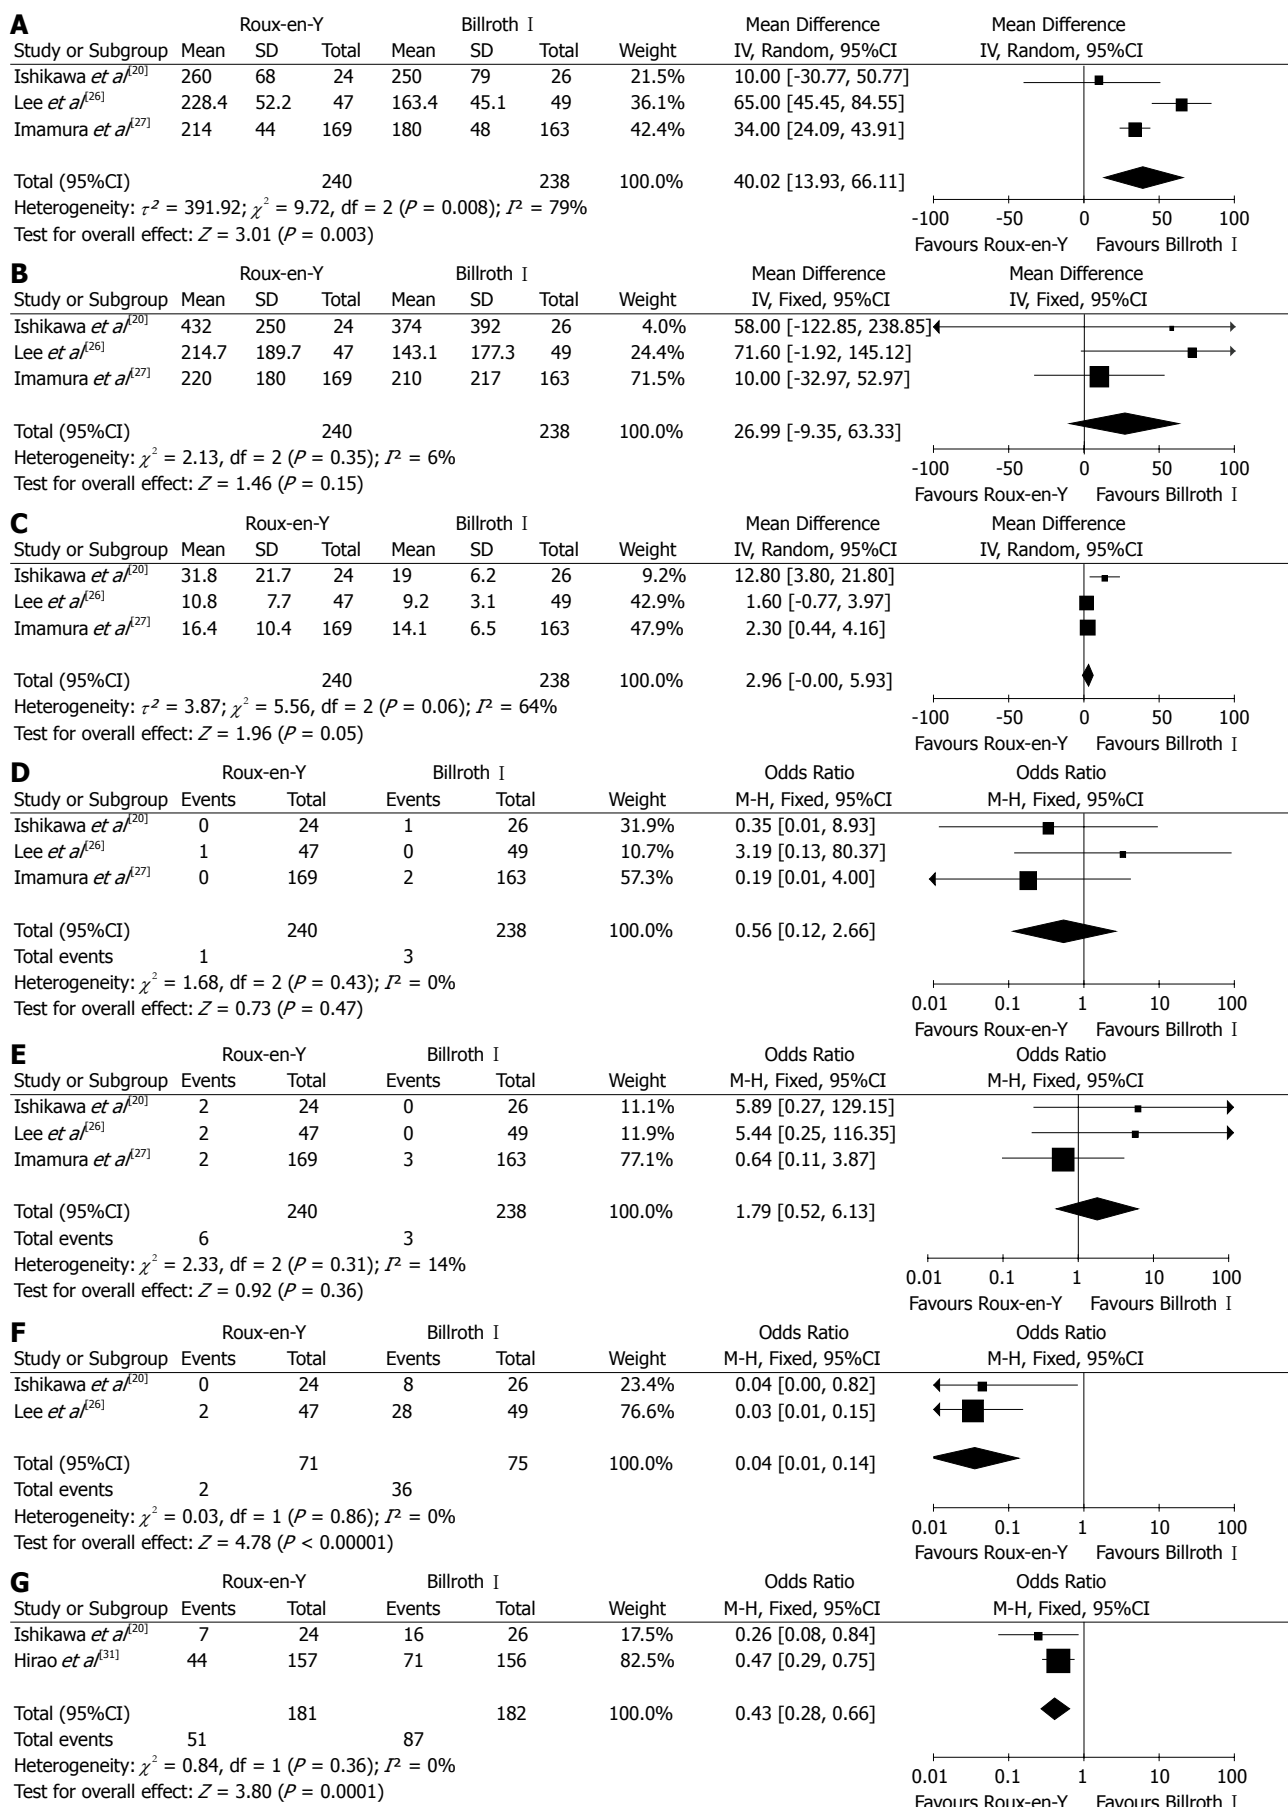 A Roux-en-Y Billroth Ⅰ Mean Difference Mean Difference
Study or Subgroup Mean SD Total Mean SD Total Weight IV, Random, 95%CI IV, Random, 95%CI
Ishikawa et al[20] 260 68 24 250 79 26 21.5% 10.00 [-30.77, 50.77]
Lee et al[26] 228.4 52.2 47 163.4 45.1 49 36.1% 65.00 [45.45, 84.55]
Imamura et al[27] 214 44 169 180 48 163 42.4% 34.00 [24.09, 43.91]
Total (95%CI) 240 238 100.0% 40.02 [13.93, 66.11]
Heterogeneity: τ² = 391.92; χ² = 9.72, df = 2 (P = 0.008); I² = 79%
-100 -50 0 50 100
Test for overall effect: Z = 3.01 (P = 0.003)
Favours Roux-en-Y Favours Billroth Ⅰ
B Roux-en-Y Billroth Ⅰ Mean Difference Mean Difference
Study or Subgroup Mean SD Total Mean SD Total Weight IV, Fixed, 95%CI IV, Fixed, 95%CI
Ishikawa et al[20] 432 250 24 374 392 26 4.0% 58.00 [-122.85, 238.85]
Lee et al[26] 214.7 189.7 47 143.1 177.3 49 24.4% 71.60 [-1.92, 145.12]
Imamura et al[27] 220 180 169 210 217 163 71.5% 10.00 [-32.97, 52.97]
Total (95%CI) 240 238 100.0% 26.99 [-9.35, 63.33]
Heterogeneity: χ² = 2.13, df = 2 (P = 0.35); I² = 6%
-100 -50 0 50 100
Test for overall effect: Z = 1.46 (P = 0.15)
Favours Roux-en-Y Favours Billroth Ⅰ
C Roux-en-Y Billroth Ⅰ Mean Difference Mean Difference
Study or Subgroup Mean SD Total Mean SD Total Weight IV, Random, 95%CI IV, Random, 95%CI
Ishikawa et al[20] 31.8 21.7 24 19 6.2 26 9.2% 12.80 [3.80, 21.80]
Lee et al[26] 10.8 7.7 47 9.2 3.1 49 42.9% 1.60 [-0.77, 3.97]
Imamura et al[27] 16.4 10.4 169 14.1 6.5 163 47.9% 2.30 [0.44, 4.16]
Total (95%CI) 240 238 100.0% 2.96 [-0.00, 5.93]
Heterogeneity: τ² = 3.87; χ² = 5.56, df = 2 (P = 0.06); I² = 64%
-100 -50 0 50 100
Test for overall effect: Z = 1.96 (P = 0.05)
Favours Roux-en-Y Favours Billroth Ⅰ
D Roux-en-Y Billroth Ⅰ Odds Ratio Odds Ratio
Study or Subgroup Events Total Events Total Weight M-H, Fixed, 95%CI M-H, Fixed, 95%CI
Ishikawa et al[20] 0 24 1 26 31.9% 0.35 [0.01, 8.93]
Lee et al[26] 1 47 0 49 10.7% 3.19 [0.13, 80.37]
Imamura et al[27] 0 169 2 163 57.3% 0.19 [0.01, 4.00]
Total (95%CI) 240 238 100.0% 0.56 [0.12, 2.66]
Total events 1 3
Heterogeneity: χ² = 1.68, df = 2 (P = 0.43); I² = 0%
0.01 0.1 1 10 100
Test for overall effect: Z = 0.73 (P = 0.47)
Favours Roux-en-Y Favours Billroth Ⅰ
E Roux-en-Y Billroth Ⅰ Odds Ratio Odds Ratio
Study or Subgroup Events Total Events Total Weight M-H, Fixed, 95%CI M-H, Fixed, 95%CI
Ishikawa et al[20] 2 24 0 26 11.1% 5.89 [0.27, 129.15]
Lee et al[26] 2 47 0 49 11.9% 5.44 [0.25, 116.35]
Imamura et al[27] 2 169 3 163 77.1% 0.64 [0.11, 3.87]
Total (95%CI) 240 238 100.0% 1.79 [0.52, 6.13]
Total events 6 3
Heterogeneity: χ² = 2.33, df = 2 (P = 0.31); I² = 14%
0.01 0.1 1 10 100
Test for overall effect: Z = 0.92 (P = 0.36)
Favours Roux-en-Y Favours Billroth Ⅰ
F Roux-en-Y Billroth Ⅰ Odds Ratio Odds Ratio
Study or Subgroup Events Total Events Total Weight M-H, Fixed, 95%CI M-H, Fixed, 95%CI
Ishikawa et al[20] 0 24 8 26 23.4% 0.04 [0.00, 0.82]
Lee et al[26] 2 47 28 49 76.6% 0.03 [0.01, 0.15]
Total (95%CI) 71 75 100.0% 0.04 [0.01, 0.14]
Total events 2 36
Heterogeneity: χ² = 0.03, df = 1 (P = 0.86); I² = 0%
0.01 0.1 1 10 100
Test for overall effect: Z = 4.78 (P < 0.00001)
Favours Roux-en-Y Favours Billroth Ⅰ
G Roux-en-Y Billroth Ⅰ Odds Ratio Odds Ratio
Study or Subgroup Events Total Events Total Weight M-H, Fixed, 95%CI M-H, Fixed, 95%CI
Ishikawa et al[20] 7 24 16 26 17.5% 0.26 [0.08, 0.84]
Hirao et al[31] 44 157 71 156 82.5% 0.47 [0.29, 0.75]
Total (95%CI) 181 182 100.0% 0.43 [0.28, 0.66]
Total events 51 87
Heterogeneity: χ² = 0.84, df = 1 (P = 0.36); I² = 0%
0.01 0.1 1 10 100
Test for overall effect: Z = 3.80 (P = 0.0001)
Favours Roux-en-Y Favours Billroth Ⅰ